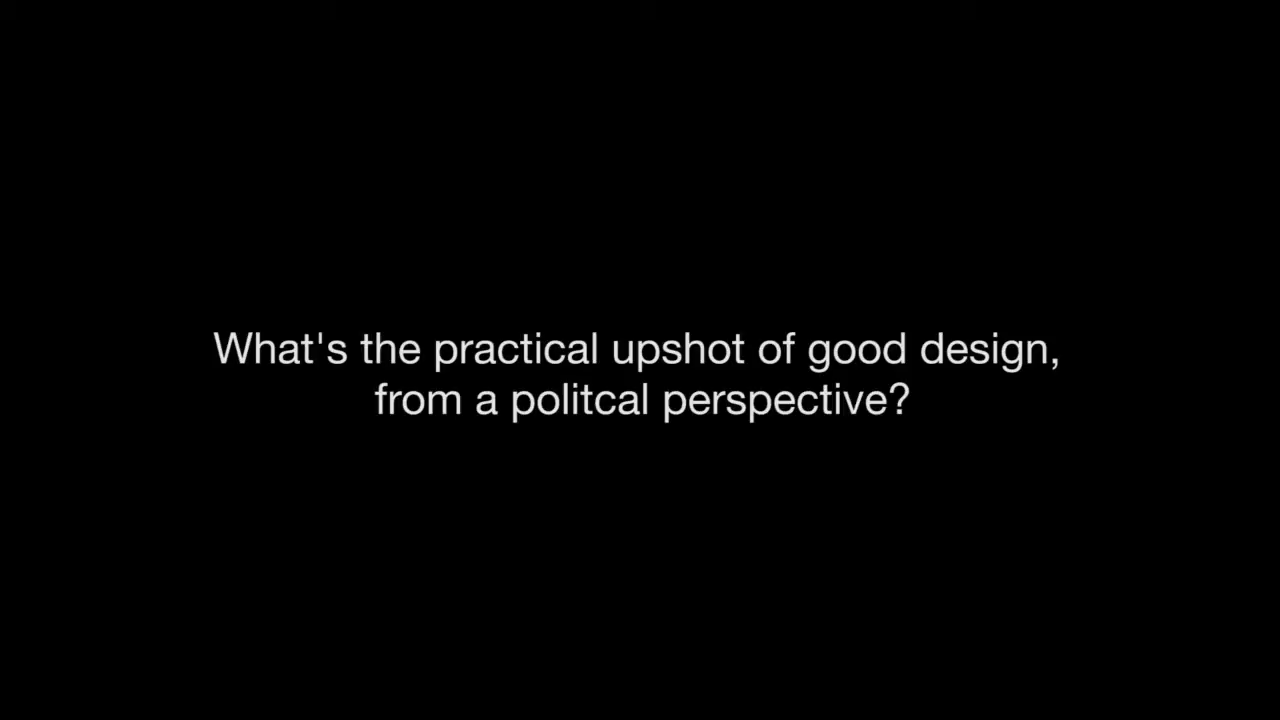 What's the practical upshot of good design,
from a politcal perspective?